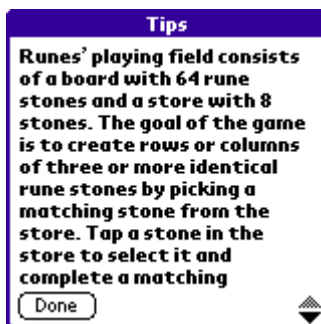 Tips
Runes’ playing field consists
of a board with 64 rune
stones and a store with 8
stones. The goal of the game
is to create rows or columns
of three or more identical
rune stones by picking a
matching stone from the
store. Tap a stone in the
store to select it and
complete a matching
Done